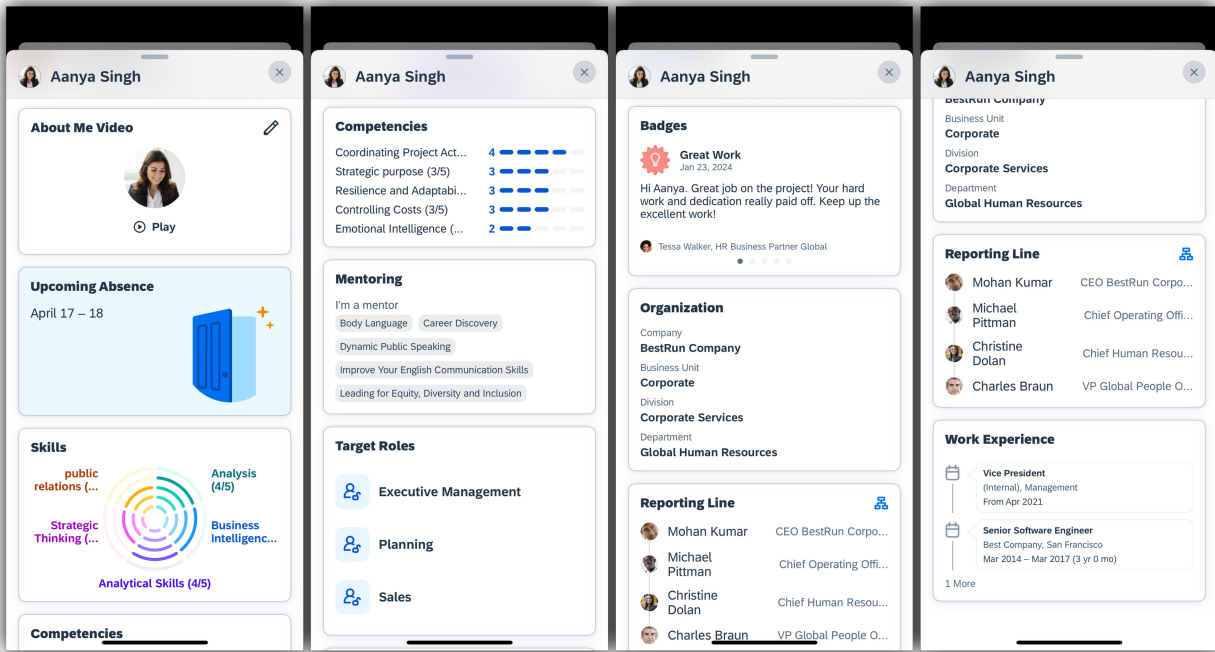 Aanya Singh
About Me Video
Play
Upcoming Absence
April 17 – 18
Skills
public
relations (...
Analysis
(4/5)
Strategic
Thinking (...
Business
Intelligenc...
Analytical Skills (4/5)
Competencies
Aanya Singh
Competencies
Coordinating Project Act... 4
Strategic purpose (3/5) 3
Resilience and Adaptabi... 3
Controlling Costs (3/5) 3
Emotional Intelligence (... 2
Mentoring
I'm a mentor
Body Language Career Discovery
Dynamic Public Speaking
Improve Your English Communication Skills
Leading for Equity, Diversity and Inclusion
Target Roles
Executive Management
Planning
Sales
Aanya Singh
Badges
Great Work
Jan 23, 2024
Hi Aanya. Great job on the project! Your hard
work and dedication really paid off. Keep up the
excellent work!
Tessa Walker, HR Business Partner Global
Organization
Company
BestRun Company
Business Unit
Corporate
Division
Corporate Services
Department
Global Human Resources
Reporting Line
Mohan Kumar CEO BestRun Corpo...
Michael
Pittman
Chief Operating Offi...
Christine
Dolan
Chief Human Resou...
Charles Braun VP Global People O...
Aanya Singh
BestRun Company
Business Unit
Corporate
Division
Corporate Services
Department
Global Human Resources
Reporting Line
Mohan Kumar CEO BestRun Corpo...
Michael
Pittman
Chief Operating Offi...
Christine
Dolan
Chief Human Resou...
Charles Braun VP Global People O...
Work Experience
Vice President
(Internal), Management
From Apr 2021
Senior Software Engineer
Best Company, San Francisco
Mar 2014 – Mar 2017 (3 yr 0 mo)
1 More